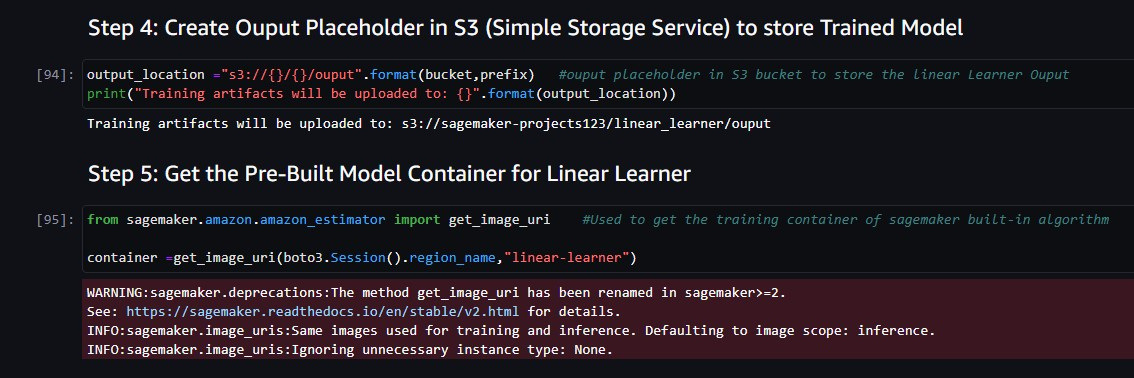 Step 4: Create Ouput Placeholder in S3 (Simple Storage Service) to store Trained Model
[94]: output_location ="s3://{}/{}/ouput".format(bucket,prefix)   #ouput placeholder in S3 bucket to store the linear Learner Ouput
print("Training artifacts will be uploaded to: {}".format(output_location))
Training artifacts will be uploaded to: s3://sagemaker-projects123/linear_learner/ouput
Step 5: Get the Pre-Built Model Container for Linear Learner
[95]: from sagemaker.amazon.amazon_estimator import get_image_uri    #Used to get the training container of sagemaker built-in algorithm
container =get_image_uri(boto3.Session().region_name,"linear-learner")
WARNING:sagemaker.deprecations:The method get_image_uri has been renamed in sagemaker>=2.
See: https://sagemaker.readthedocs.io/en/stable/v2.html for details.
INFO:sagemaker.image_uris:Same images used for training and inference. Defaulting to image scope: inference.
INFO:sagemaker.image_uris:Ignoring unnecessary instance type: None.